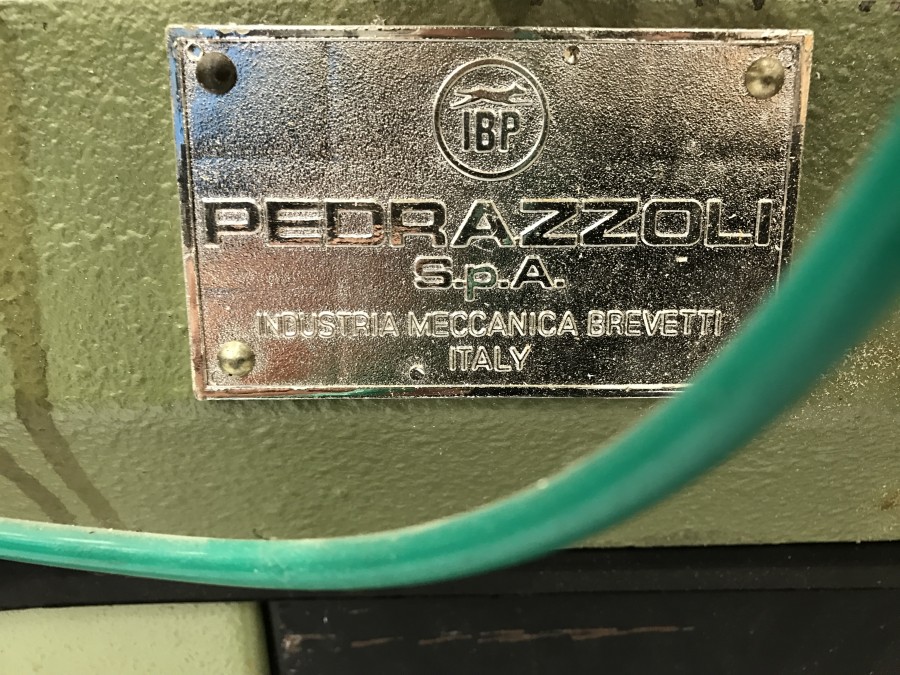 IBP
PEDRAZZOLI
S.p.A.
INDUSTRIA MECCANICA BREVETTI
ITALY